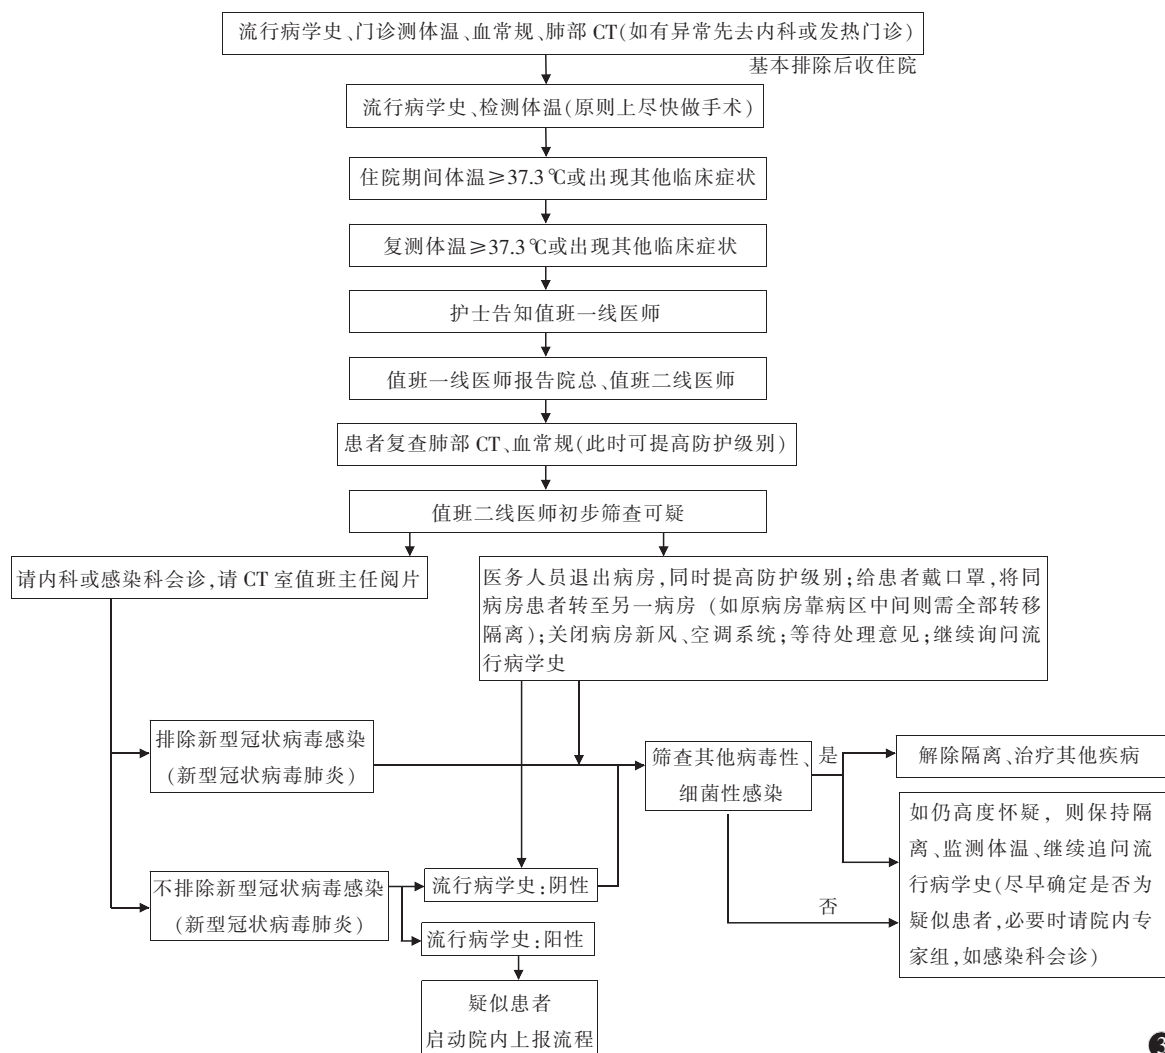 流行病学史、门诊测体温、血常规、肺部 CT(如有异常先去内科或发热门诊)
基本排除后收住院
流行病学史、检测体温(原则上尽快做手术)
住院期间体温≥37.3 ℃或出现其他临床症状
复测体温≥37.3 ℃或出现其他临床症状
护士告知值班一线医师
值班一线医师报告院总、值班二线医师
患者复查肺部 CT、血常规(此时可提高防护级别)
值班二线医师初步筛查可疑
请内科或感染科会诊,请 CT 室值班主任阅片
医务人员退出病房,同时提高防护级别;给患者戴口罩,将同
病房患者转至另一病房 (如原病房靠病区中间则需全部转移
隔离);关闭病房新风、空调系统;等待处理意见;继续询问流
行病学史
排除新型冠状病毒感染
(新型冠状病毒肺炎)
筛查其他病毒性、
细菌性感染
是
解除隔离、治疗其他疾病
如仍高度怀疑, 则保持隔
离、监测体温、继续追问流
行病学史(尽早确定是否为
疑似患者,必要时请院内专
家组,如感染科会诊)
否
不排除新型冠状病毒感染
(新型冠状病毒肺炎)
流行病学史:阴性
流行病学史:阳性
疑似患者
启动院内上报流程
3